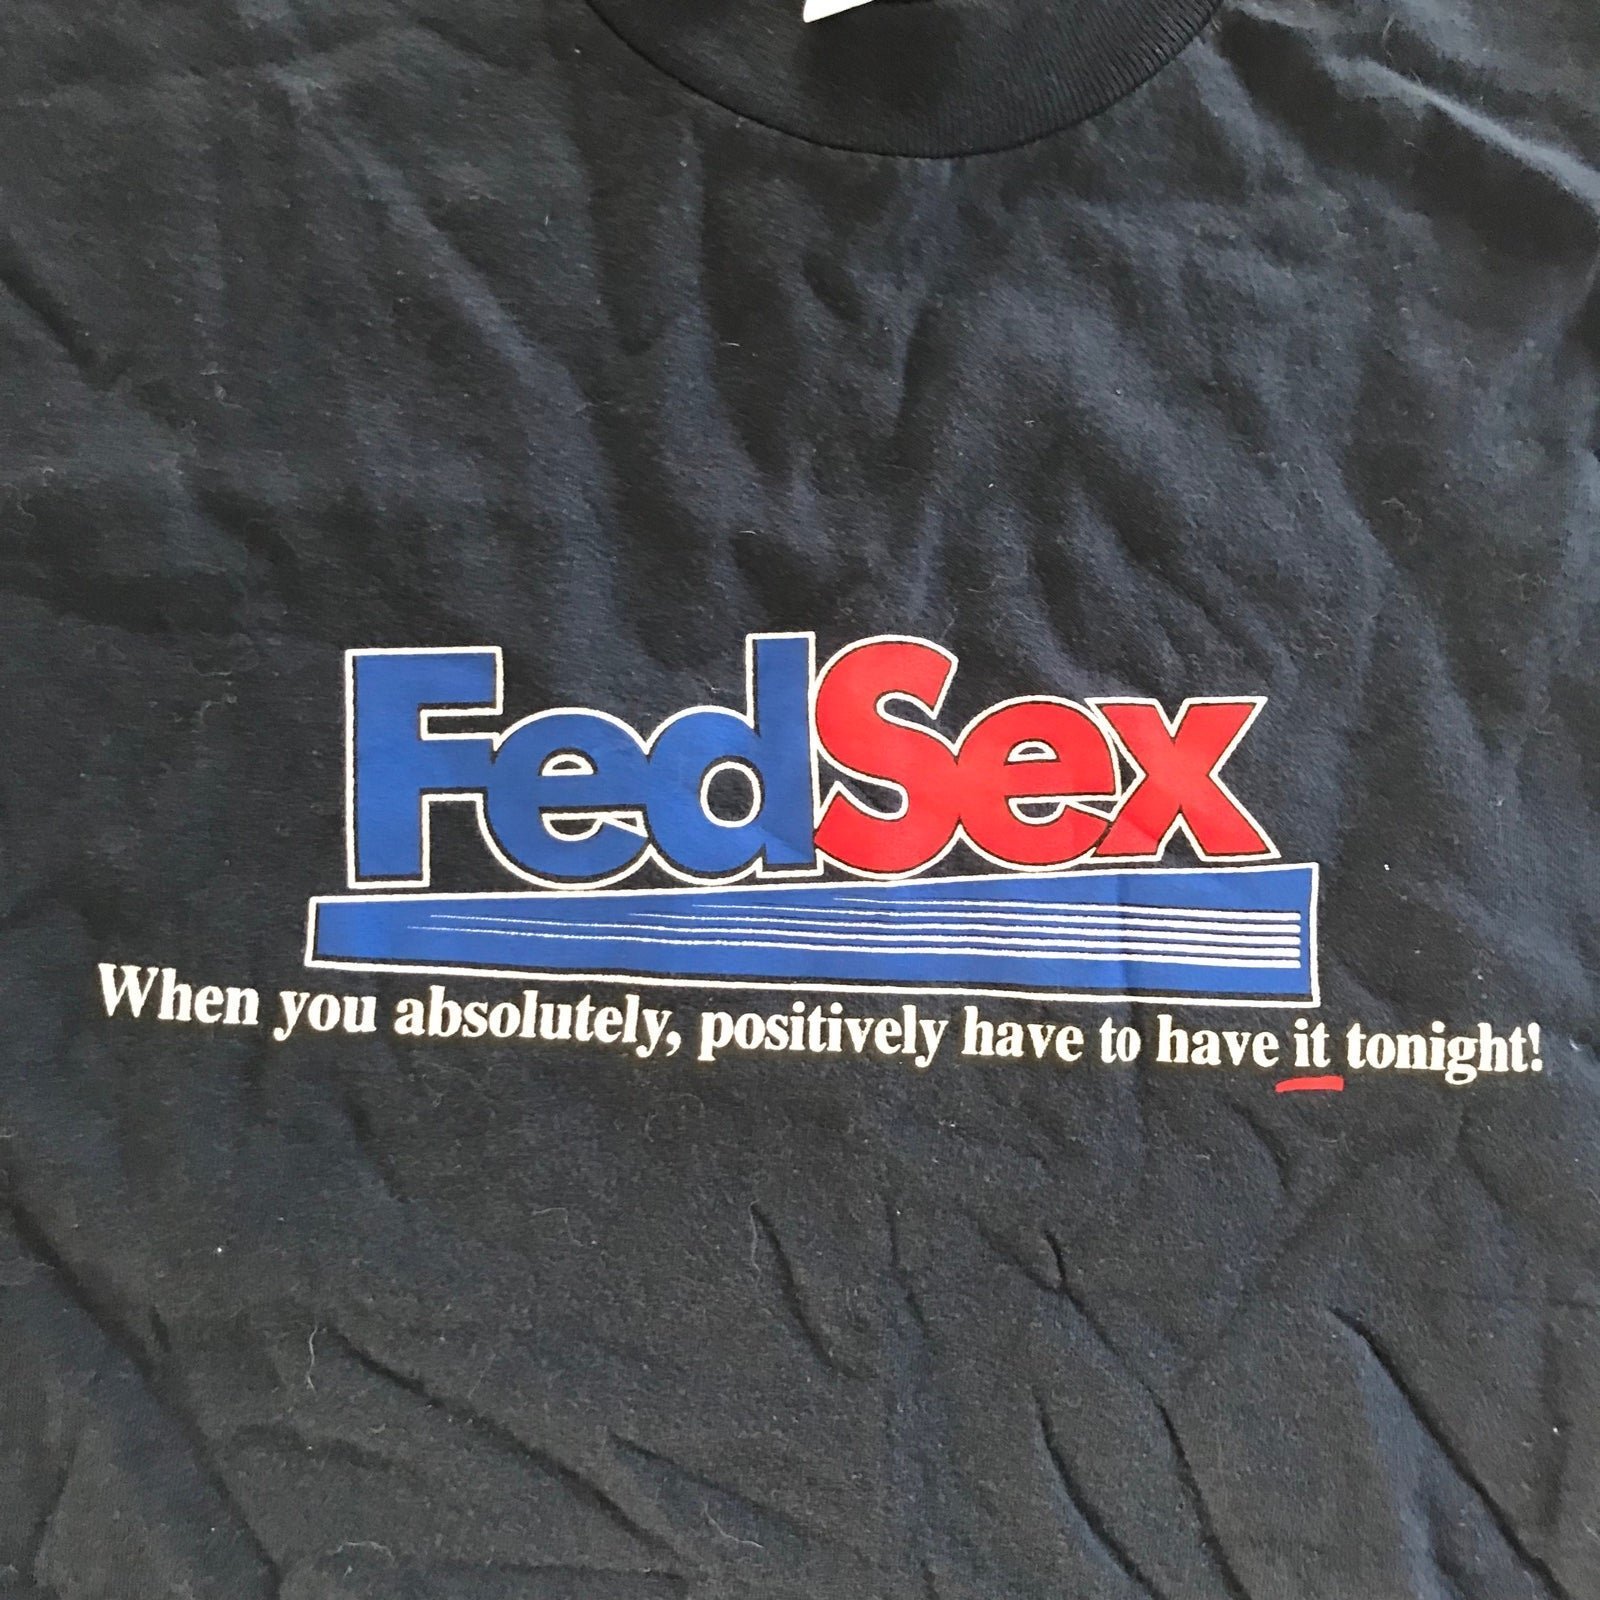 FedSex
When you absolutely, positively have to have it tonight!